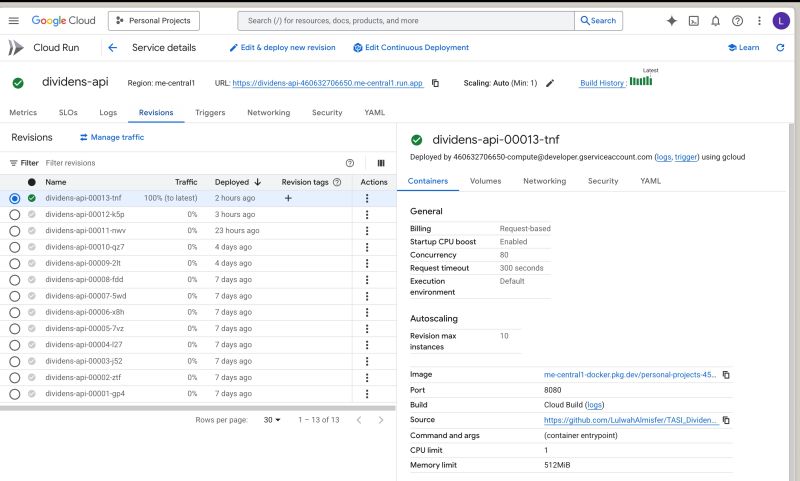 Google Cloud
Personal Projects
Search (/) for resources, docs, products, and more
Search
L
Cloud Run
Service details
Edit & deploy new revision
Edit Continuous Deployment
Learn
dividens-api
Region: me-central1
URL: https://dividens-api-460632706650.me-central1.run.app
Scaling: Auto (Min: 1)
Build History:
Latest
Metrics
SLOs
Logs
Revisions
Triggers
Networking
Security
YAML
Revisions
Manage traffic
Filter Filter revisions
Name Traffic Deployed Revision tags Actions
dividens-api-00013-tnf 100% (to latest) 2 hours ago
dividens-api-00012-k5p 0% 3 hours ago
dividens-api-00011-nwv 0% 23 hours ago
dividens-api-00010-qz7 0% 4 days ago
dividens-api-00009-2lt 0% 4 days ago
dividens-api-00008-fdd 0% 7 days ago
dividens-api-00007-5wd 0% 7 days ago
dividens-api-00006-x8h 0% 7 days ago
dividens-api-00005-7vz 0% 7 days ago
dividens-api-00004-l27 0% 7 days ago
dividens-api-00003-j52 0% 7 days ago
dividens-api-00002-ztf 0% 7 days ago
dividens-api-00001-gp4 0% 7 days ago
Rows per page: 30 1 – 13 of 13
dividens-api-00013-tnf
Deployed by 460632706650-compute@developer.gserviceaccount.com (logs, trigger) using gcloud
Containers
Volumes
Networking
Security
YAML
General
Billing Request-based
Startup CPU boost Enabled
Concurrency 80
Request timeout 300 seconds
Execution environment Default
Autoscaling
Revision max instances 10
Image me-central1-docker.pkg.dev/personal-projects-45...
Port 8080
Build Cloud Build (logs)
Source https://github.com/LulwahAlmisfer/TASI_Dividen...
Command and args (container entrypoint)
CPU limit 1
Memory limit 512MiB